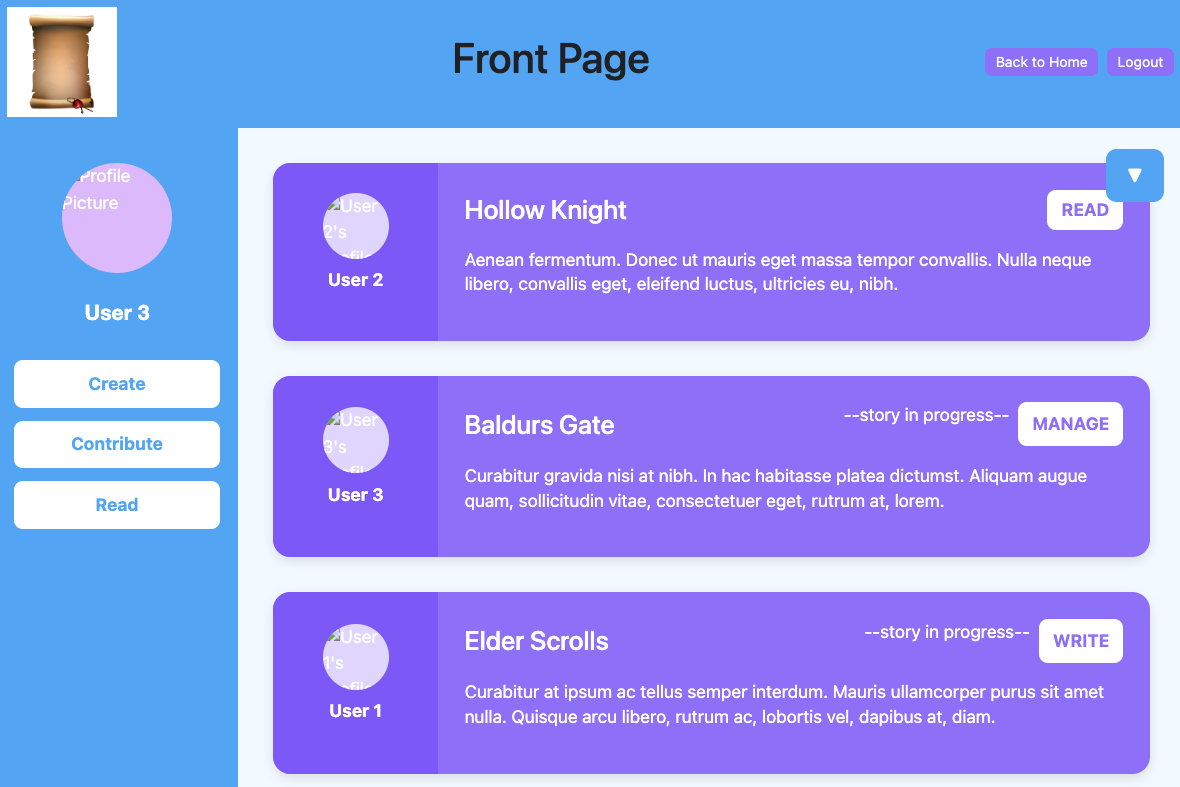 Front Page
Back to Home
Logout
Profile
Picture
User 3
Create
Contribute
Read
User
2's
User 2
Hollow Knight
READ
▼
Aenean fermentum. Donec ut mauris eget massa tempor convallis. Nulla neque
libero, convallis eget, eleifend luctus, ultricies eu, nibh.
User
3's
User 3
Baldurs Gate
--story in progress--
MANAGE
Curabitur gravida nisi at nibh. In hac habitasse platea dictumst. Aliquam augue
quam, sollicitudin vitae, consectetuer eget, rutrum at, lorem.
User
1's
User 1
Elder Scrolls
--story in progress--
WRITE
Curabitur at ipsum ac tellus semper interdum. Mauris ullamcorper purus sit amet
nulla. Quisque arcu libero, rutrum ac, lobortis vel, dapibus at, diam.